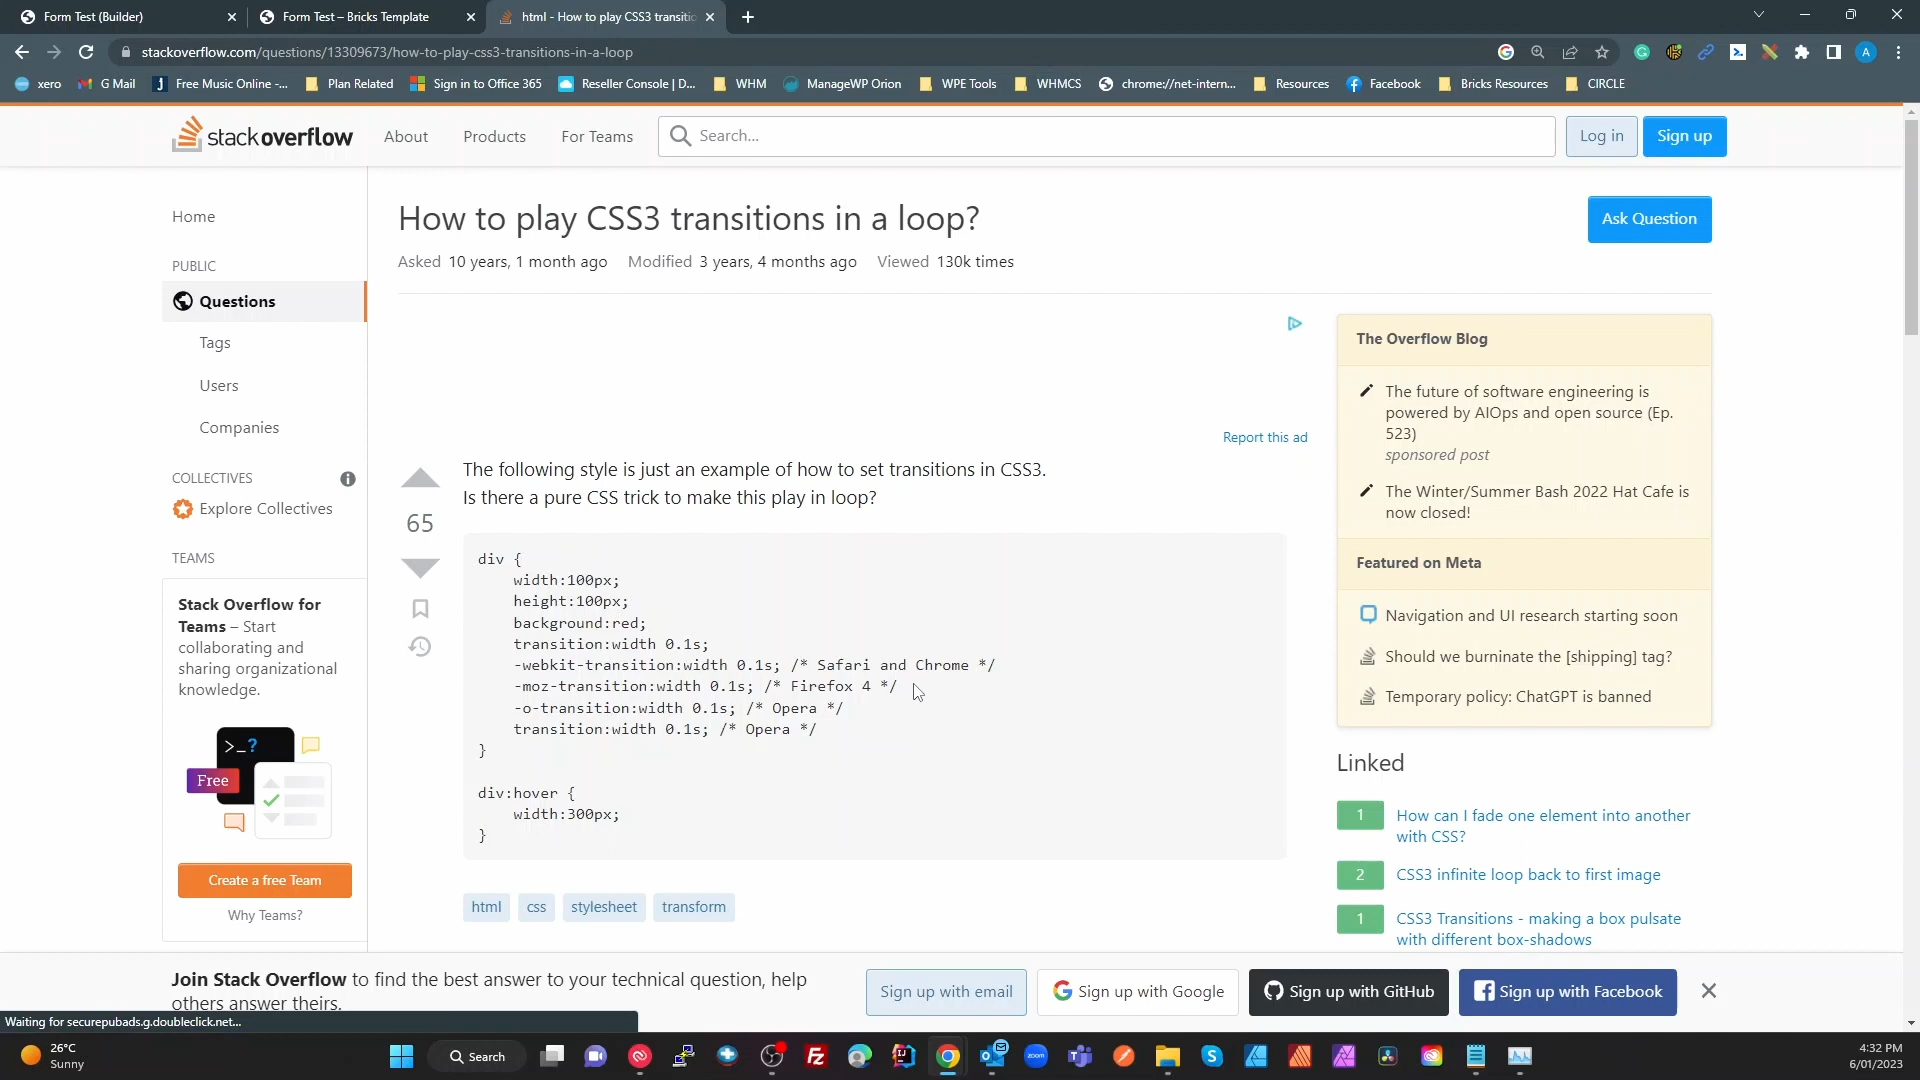 Form Test (Builder)
Form Test – Bricks Template
html - How to play CSS3 transitio
stackoverflow.com/questions/13309673/how-to-play-css3-transitions-in-a-loop
A
xero
G Mail
Free Music Online -...
Plan Related
Sign in to Office 365
Reseller Console | D...
WHM
ManageWP Orion
WPE Tools
WHMCS
chrome://net-intern...
Resources
Facebook
Bricks Resources
CIRCLE
stackoverflow
About
Products
For Teams
Search...
Log in
Sign up
Home
PUBLIC
Questions
Tags
Users
Companies
COLLECTIVES
Explore Collectives
TEAMS
Stack Overflow for
Teams – Start
collaborating and
sharing organizational
knowledge.
>_?
Free
Create a free Team
Why Teams?
How to play CSS3 transitions in a loop?
Ask Question
Asked 10 years, 1 month ago Modified 3 years, 4 months ago Viewed 130k times
Report this ad
65
The following style is just an example of how to set transitions in CSS3.
Is there a pure CSS trick to make this play in loop?
div {
width:100px;
height:100px;
background:red;
transition:width 0.1s;
-webkit-transition:width 0.1s; /* Safari and Chrome */
-moz-transition:width 0.1s; /* Firefox 4 */
-o-transition:width 0.1s; /* Opera */
transition:width 0.1s; /* Opera */
}
div:hover {
width:300px;
}
html
css
stylesheet
transform
The Overflow Blog
The future of software engineering is
powered by AIOps and open source (Ep.
523)
sponsored post
The Winter/Summer Bash 2022 Hat Cafe is
now closed!
Featured on Meta
Navigation and UI research starting soon
Should we burninate the [shipping] tag?
Temporary policy: ChatGPT is banned
Linked
1 How can I fade one element into another
with CSS?
2 CSS3 infinite loop back to first image
1 CSS3 Transitions - making a box pulsate
with different box-shadows
Join Stack Overflow to find the best answer to your technical question, help
others answer theirs.
Sign up with email
Sign up with Google
Sign up with GitHub
Sign up with Facebook
Waiting for securepubads.g.doubleclick.net...
26°C
Sunny
Search
4:32 PM
6/01/2023